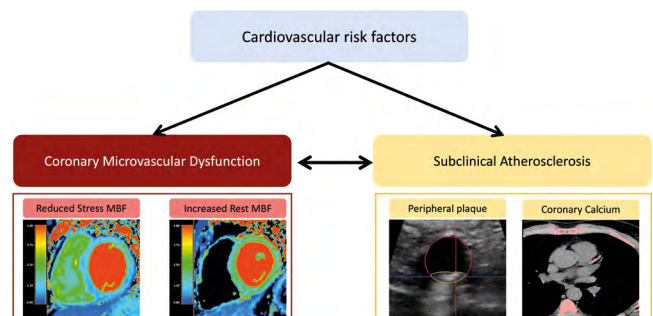 Cardiovascular risk factors
Coronary Microvascular Dysfunction
Subclinical Atherosclerosis
Reduced Stress MBF
Increased Rest MBF
Peripheral plaque
Coronary Calcium